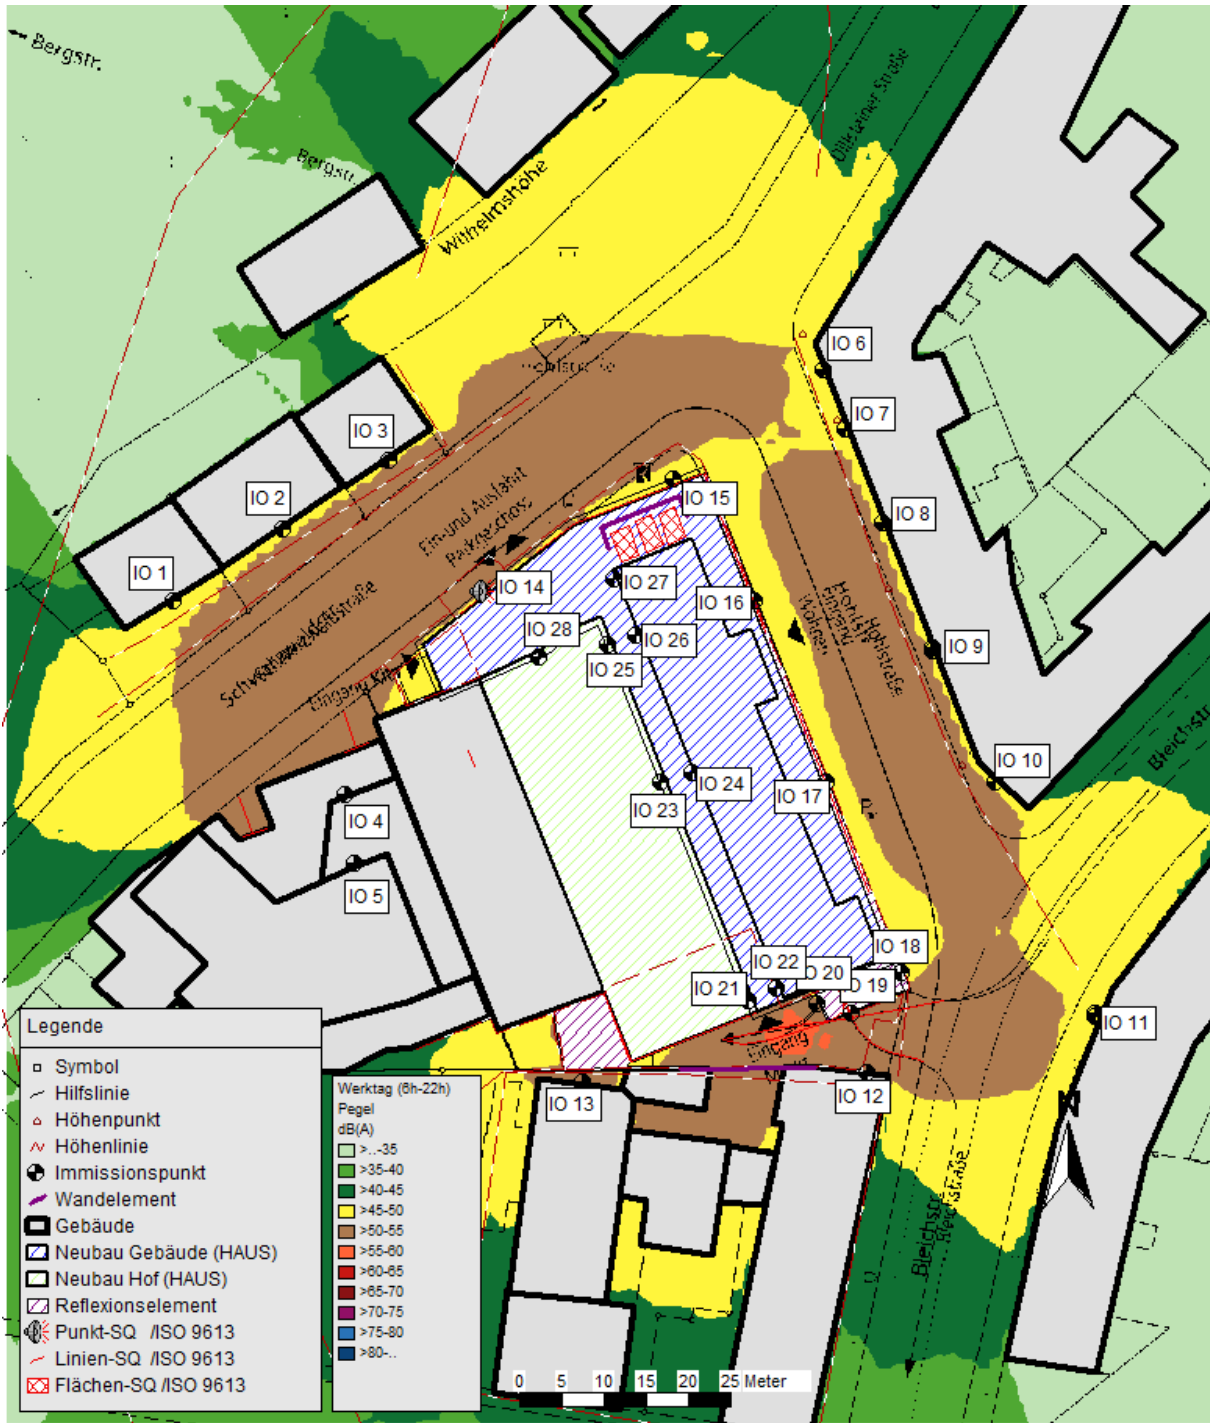 Bergstr.
Bergstr.
Wilhelmshöhe
Dillsteiner Straße
IO 6
IO 7
IO 3
IO 2
IO 8
IO 1
Ein-und Ausfahrt
Parkgeschoss
IO 15
IO 14
IO 27
IO 16
IO 28
IO 26
IO 25
IO 9
Hohlstraße
Eingang
Wohnen
Bleichstr.
IO 10
IO 24
IO 23
IO 17
IO 4
IO 5
IO 18
IO 22
IO 20
IO 21
IO 19
IO 11
Eingang
IO 12
IO 13
Bleichstraße
Bleichstr.
Legende
Symbol
Hilfslinie
Höhenpunkt
Höhenlinie
Immissionspunkt
Wandelement
Gebäude
Neubau Gebäude (HAUS)
Neubau Hof (HAUS)
Reflexionselement
Punkt-SQ /ISO 9613
Linien-SQ /ISO 9613
Flächen-SQ /ISO 9613
Werktag (6h-22h)
Pegel
dB(A)
>..-35
>35-40
>40-45
>45-50
>50-55
>55-60
>60-65
>65-70
>70-75
>75-80
>80-..
0 5 10 15 20 25 Meter